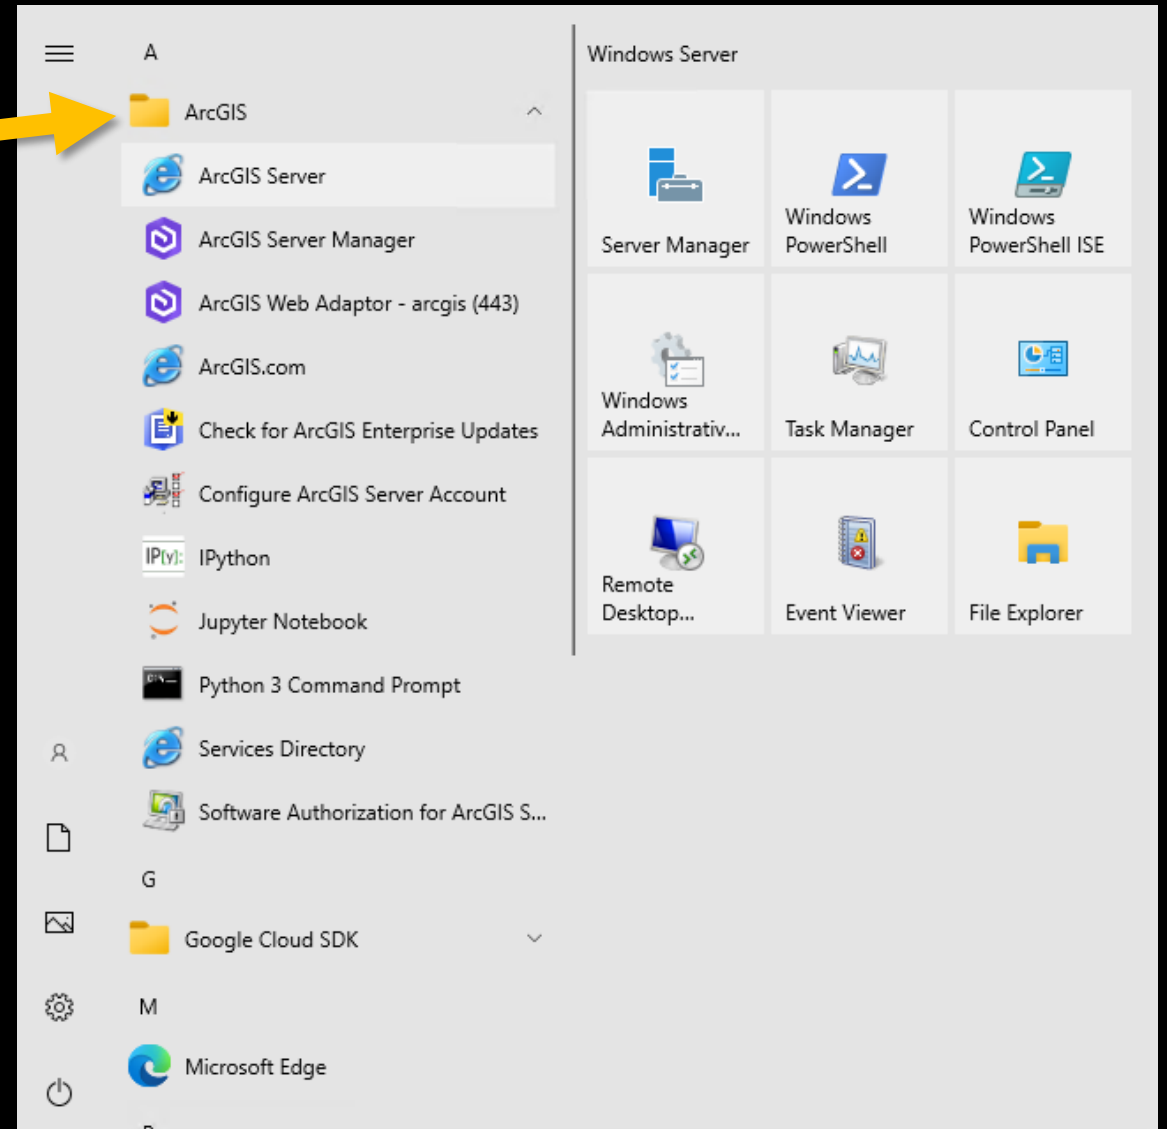 A
ArcGIS
ArcGIS Server
ArcGIS Server Manager
ArcGIS Web Adaptor - arcgis (443)
ArcGIS.com
Check for ArcGIS Enterprise Updates
Configure ArcGIS Server Account
IP[y]:
IPython
Jupyter Notebook
Python 3 Command Prompt
Services Directory
Software Authorization for ArcGIS S...
G
Google Cloud SDK
M
Microsoft Edge
Windows Server
Server Manager
Windows
PowerShell
Windows
PowerShell ISE
Windows
Administrativ...
Task Manager
Control Panel
Remote
Desktop...
Event Viewer
File Explorer